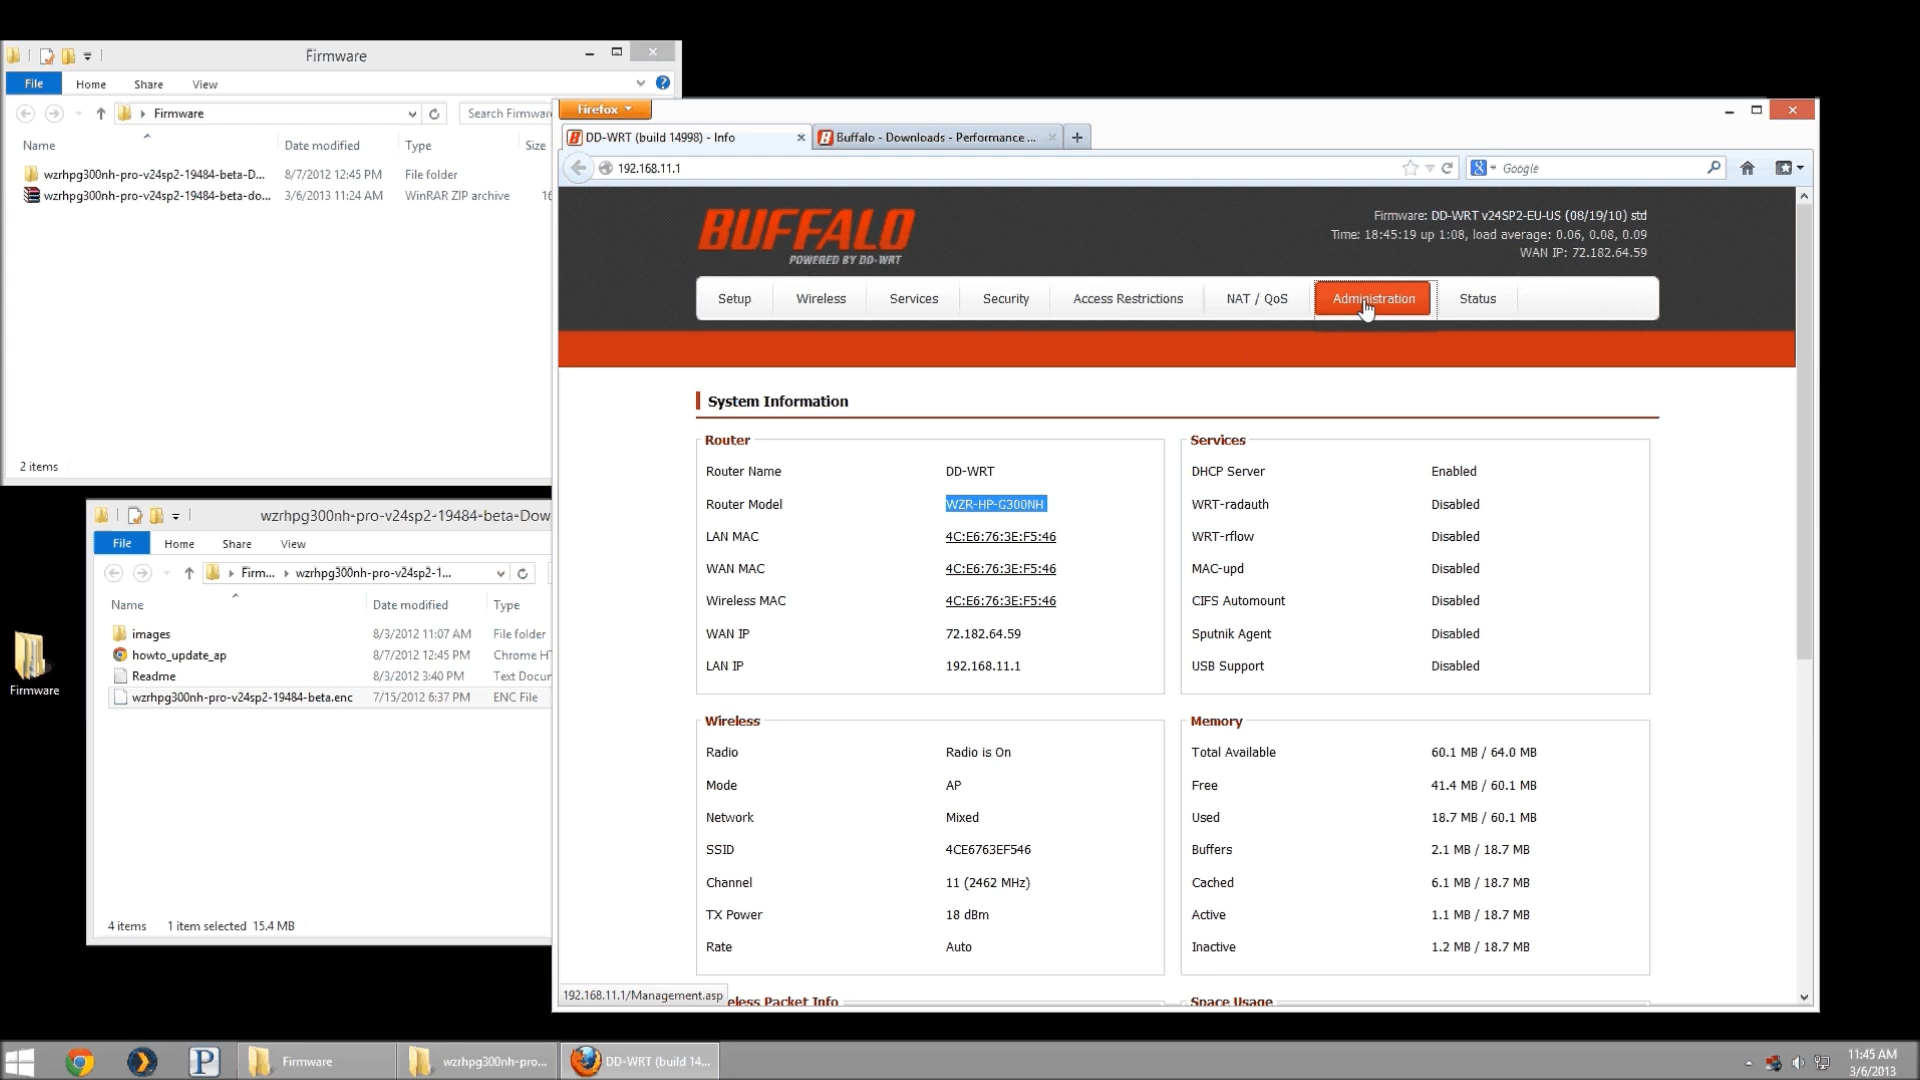 Firmware
File Home Share View
Firmware
Search Firmwa
Name Date modified Type Size
wzrhpg300nh-pro-v24sp2-19484-beta-D... 8/7/2012 12:45 PM File folder
wzrhpg300nh-pro-v24sp2-19484-beta-do... 3/6/2013 11:24 AM WinRAR ZIP archive 16
2 items
wzrhpg300nh-pro-v24sp2-19484-beta-Dow
File Home Share View
Firm... wzrhpg300nh-pro-v24sp2-1...
Name Date modified Type
images 8/3/2012 11:07 AM File folder
howto_update_ap 8/7/2012 12:45 PM Chrome HT
Readme 8/3/2012 3:40 PM Text Docu
wzrhpg300nh-pro-v24sp2-19484-beta.enc 7/15/2012 6:37 PM ENC File
4 items 1 item selected 15.4 MB
Firmware
Firefox
DD-WRT (build 14998) - Info
Buffalo - Downloads - Performance ...
192.168.11.1
Google
BUFFALO
POWERED BY DD-WRT
Firmware: DD-WRT v24SP2-EU-US (08/19/10) std
Time: 18:45:19 up 1:08, load average: 0.06, 0.08, 0.09
WAN IP: 72.182.64.59
Setup Wireless Services Security Access Restrictions NAT / QoS Administration Status
System Information
Router
Router Name DD-WRT
Router Model WZR-HP-G300NH
LAN MAC 4C:E6:76:3E:F5:46
WAN MAC 4C:E6:76:3E:F5:46
Wireless MAC 4C:E6:76:3E:F5:46
WAN IP 72.182.64.59
LAN IP 192.168.11.1
Services
DHCP Server Enabled
WRT-radauth Disabled
WRT-rflow Disabled
MAC-upd Disabled
CIFS Automount Disabled
Sputnik Agent Disabled
USB Support Disabled
Wireless
Radio Radio is On
Mode AP
Network Mixed
SSID 4CE6763EF546
Channel 11 (2462 MHz)
TX Power 18 dBm
Rate Auto
Memory
Total Available 60.1 MB / 64.0 MB
Free 41.4 MB / 60.1 MB
Used 18.7 MB / 60.1 MB
Buffers 2.1 MB / 18.7 MB
Cached 6.1 MB / 18.7 MB
Active 1.1 MB / 18.7 MB
Inactive 1.2 MB / 18.7 MB
192.168.11.1/Management.asp
eless Packet Info
Space Usage
Firmware
wzrhpg300nh-pro...
DD-WRT (build 14...
11:45 AM
3/6/2013